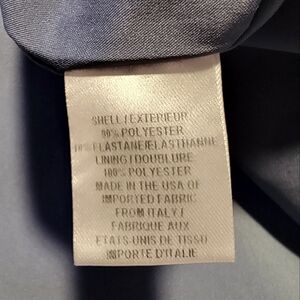 SHELL/EXTERIEUR
90% POLYESTER
10% ELASTANE/ELASTHANNE
LINING/DOUBLURE
100% POLYESTER
MADE IN THE USA OF
IMPORTED FABRIC
FROM ITALY/
FABRIQUE AUX
ETATS-UNIS DE TISSU
IMPORTE D'ITALIE